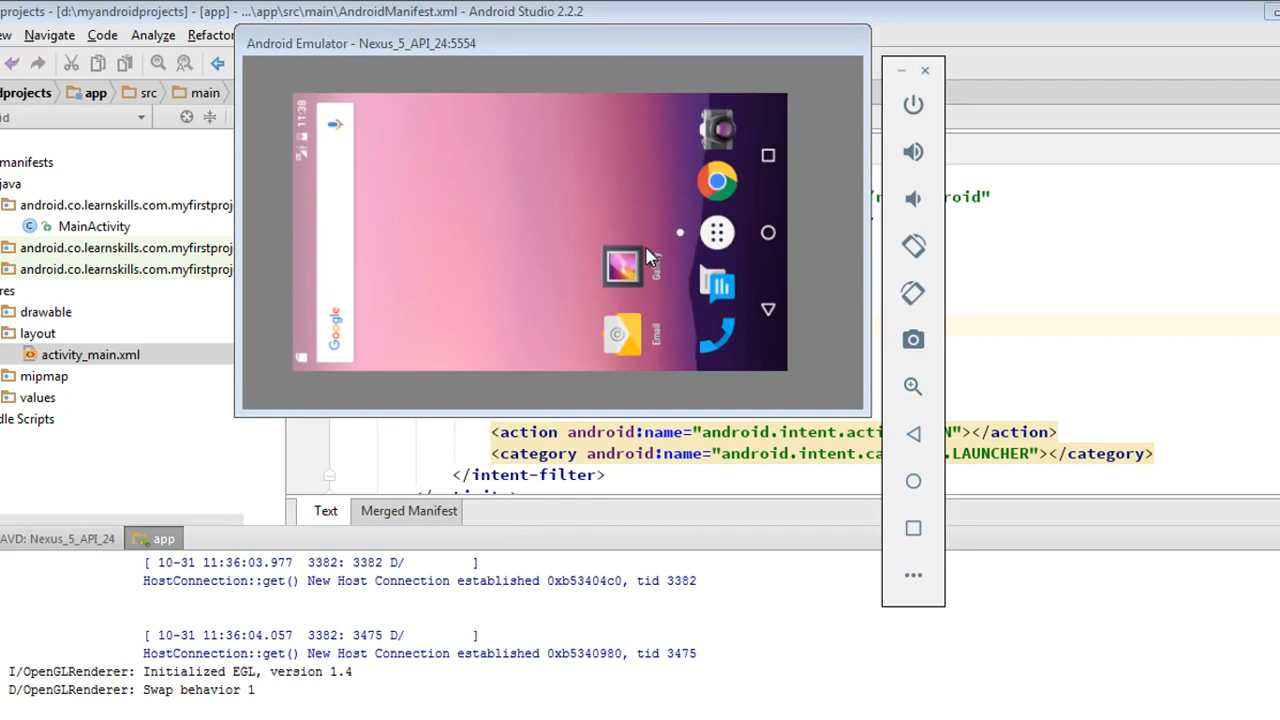 projects - [d:\myandroidprojects] - [app] - ...\app\src\main\AndroidManifest.xml - Android Studio 2.2.2
Navigate Code Analyze Refactor
Android Emulator - Nexus_5_API_24:5554
app src main
manifests
java
android.co.learnskills.com.myfirstproj
C MainActivity
android.co.learnskills.com.myfirstproj
android.co.learnskills.com.myfirstproj
res
drawable
layout
activity_main.xml
mipmap
values
dle Scripts
11:38
Google
Email
<action android:name="android.intent.acti N"></action>
<category android:name="android.intent.ca .LAUNCHER"></category>
</intent-filter>
Text Merged Manifest
AVD: Nexus_5_API_24 app
[ 10-31 11:36:03.977 3382: 3382 D/ ]
HostConnection::get() New Host Connection established 0xb53404c0, tid 3382
[ 10-31 11:36:04.057 3382: 3475 D/ ]
HostConnection::get() New Host Connection established 0xb5340980, tid 3475
I/OpenGLRenderer: Initialized EGL, version 1.4
D/OpenGLRenderer: Swap behavior 1